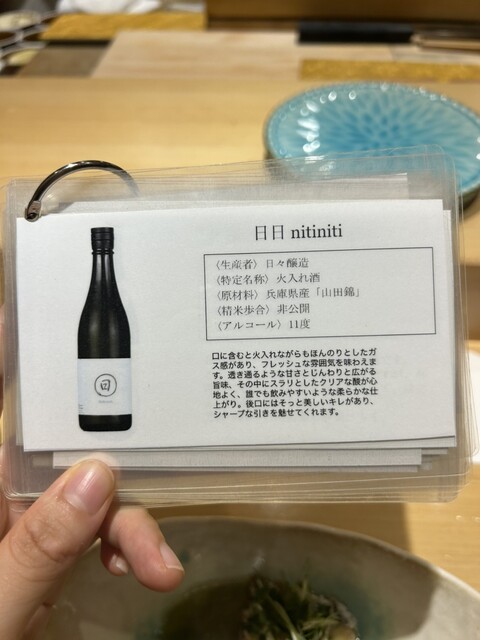 日日 nitiniti
〈生産者〉日々醸造
〈特定名称〉火入れ酒
〈原材料〉兵庫県産「山田錦」
〈精米歩合〉非公開
〈アルコール〉11度
口に含むと火入れながらもほんのりとしたガ
ス感があり、フレッシュな雰囲気を味わえま
す。透き通るような甘さとじんわりと広がる
旨味、その中にスラリとしたクリアな酸が心
地よく、誰でも飲みやすいような柔らかな仕
上がり。後口にはそっと美しいキレがあり、
シャープな引きを魅せてくれます。